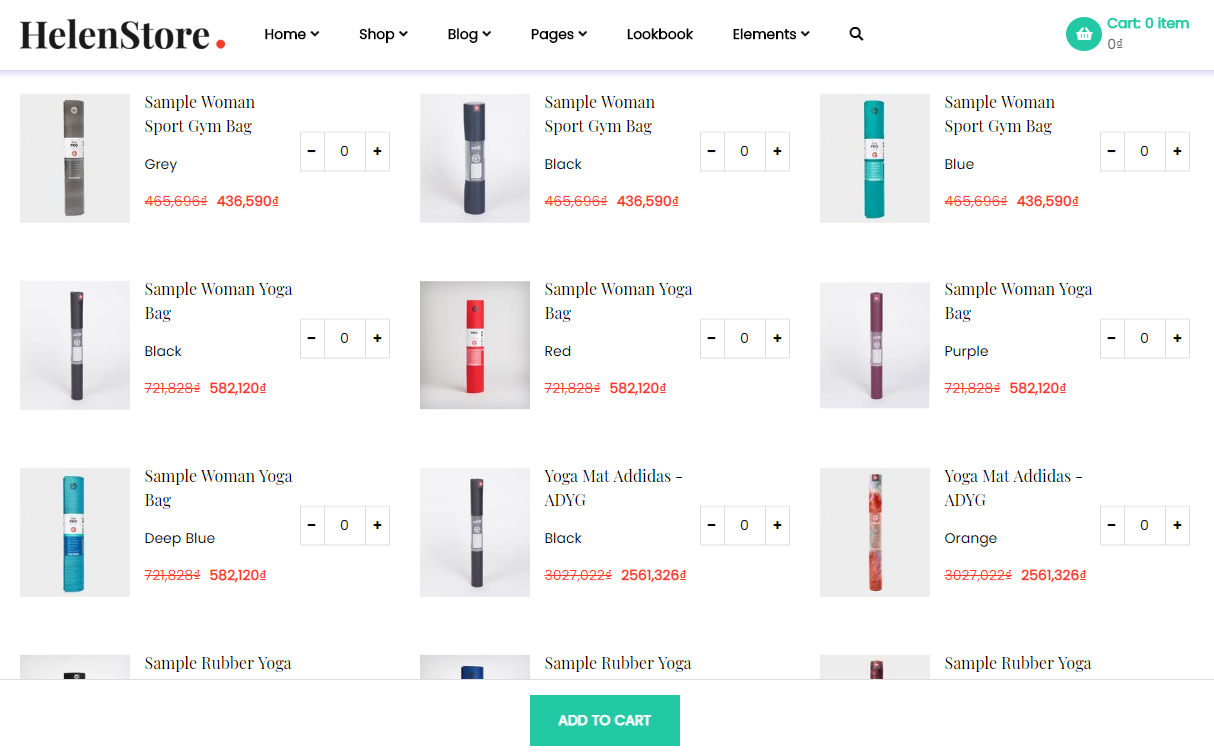 HelenStore.
Home
Shop
Blog
Pages
Lookbook
Elements
Cart: 0 item
0₫
Sample Woman
Sport Gym Bag
Grey
465,696₫ 436,590₫
- 0 +
Sample Woman
Sport Gym Bag
Black
465,696₫ 436,590₫
- 0 +
Sample Woman
Sport Gym Bag
Blue
465,696₫ 436,590₫
- 0 +
Sample Woman Yoga
Bag
Black
721,828₫ 582,120₫
- 0 +
Sample Woman Yoga
Bag
Red
721,828₫ 582,120₫
- 0 +
Sample Woman Yoga
Bag
Purple
721,828₫ 582,120₫
- 0 +
Sample Woman Yoga
Bag
Deep Blue
721,828₫ 582,120₫
- 0 +
Yoga Mat Addidas -
ADYG
Black
3027,022₫ 2561,326₫
- 0 +
Yoga Mat Addidas -
ADYG
Orange
3027,022₫ 2561,326₫
- 0 +
Sample Rubber Yoga
Sample Rubber Yoga
Sample Rubber Yoga
ADD TO CART